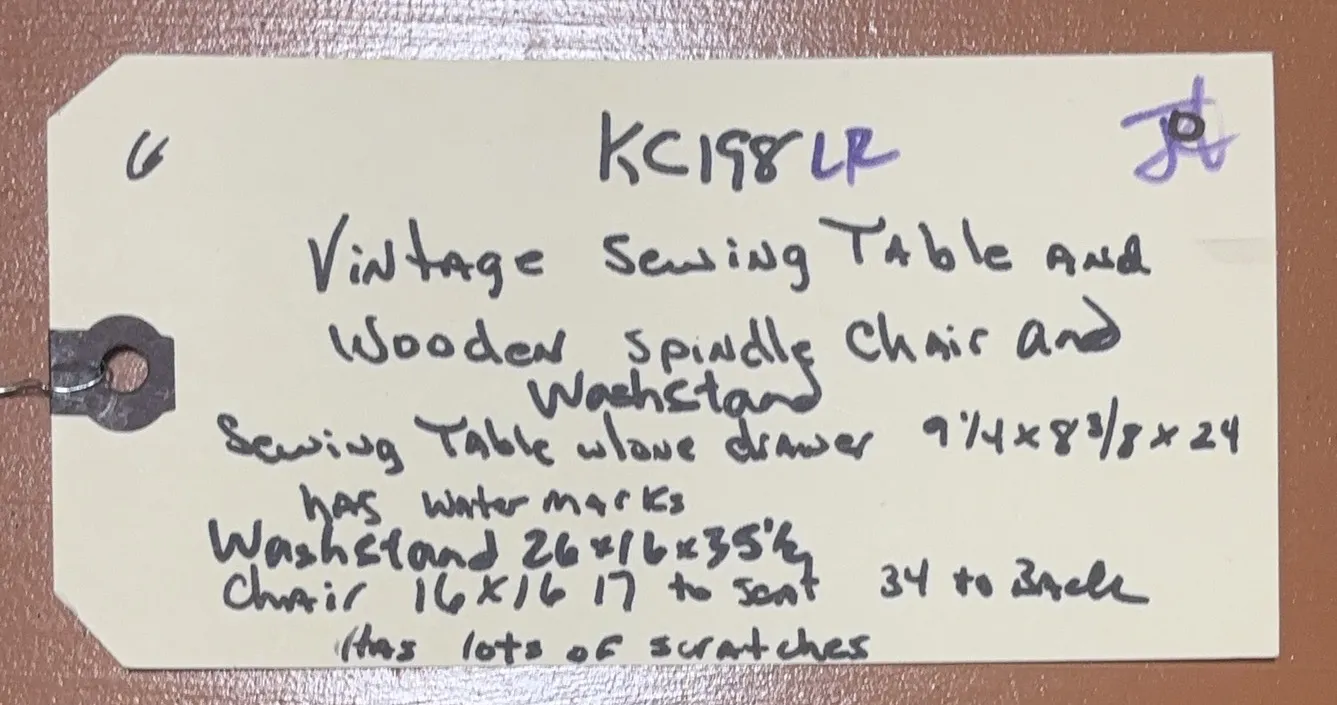 6
KC198 LR
Vintage Sewing Table and
Wooden Spindle Chair and
Washstand
Sewing Table w/one drawer 9 1/4 x 8 3/8 x 24
has water marks
Washstand 26 x 16 x 35 1/2
Chair 16 x 16 17 to seat 34 to Back
Has lots of scratches